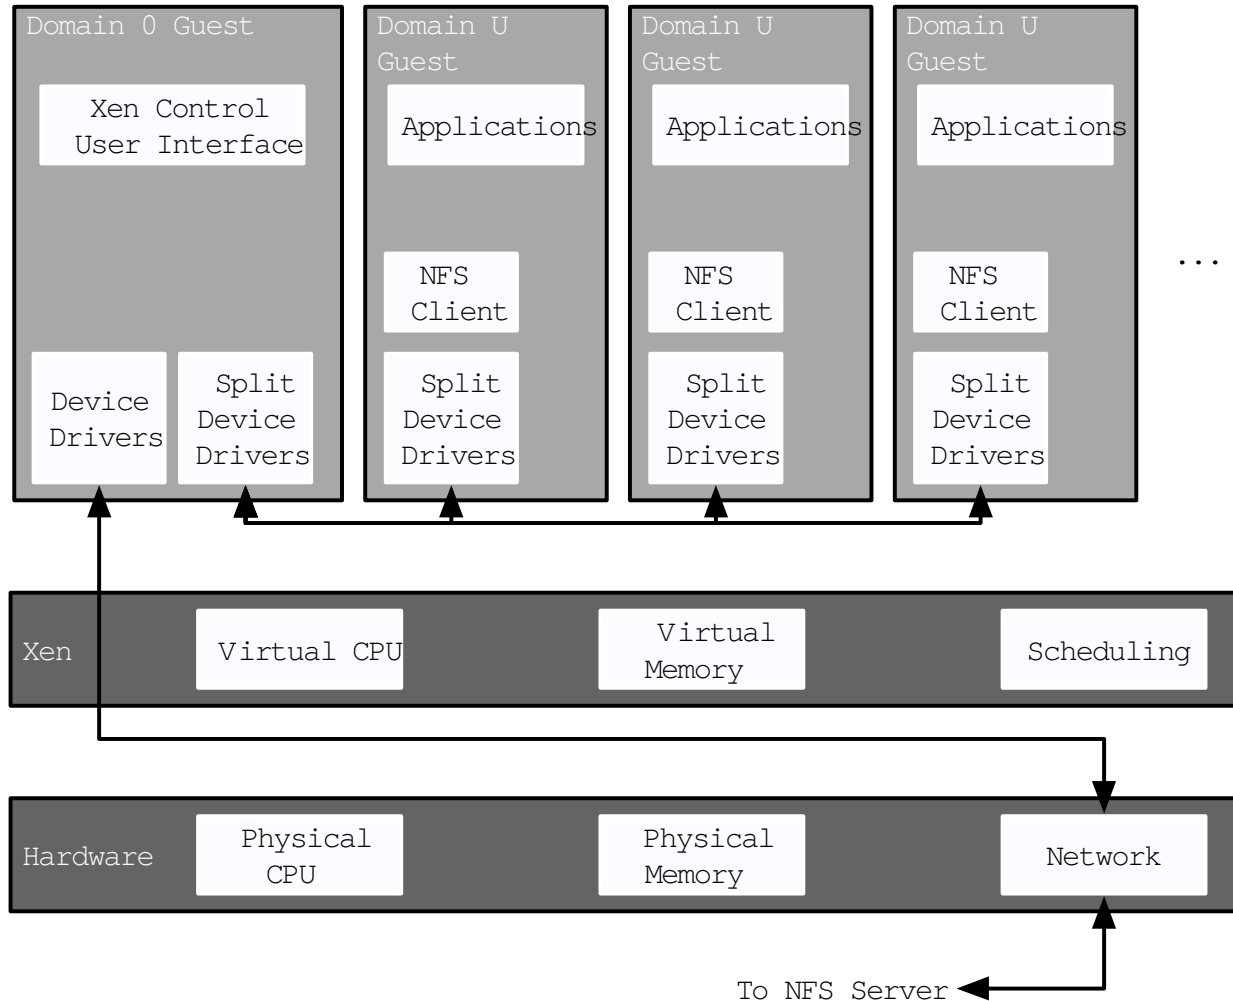 Domain 0 Guest
Xen Control
User Interface
Device
Drivers
Split
Device
Drivers
Domain U
Guest
Applications
NFS
Client
Split
Device
Drivers
Domain U
Guest
Applications
NFS
Client
Split
Device
Drivers
Domain U
Guest
Applications
NFS
Client
Split
Device
Drivers
...
Xen
Virtual CPU
Virtual
Memory
Scheduling
Hardware
Physical
CPU
Physical
Memory
Network
To NFS Server